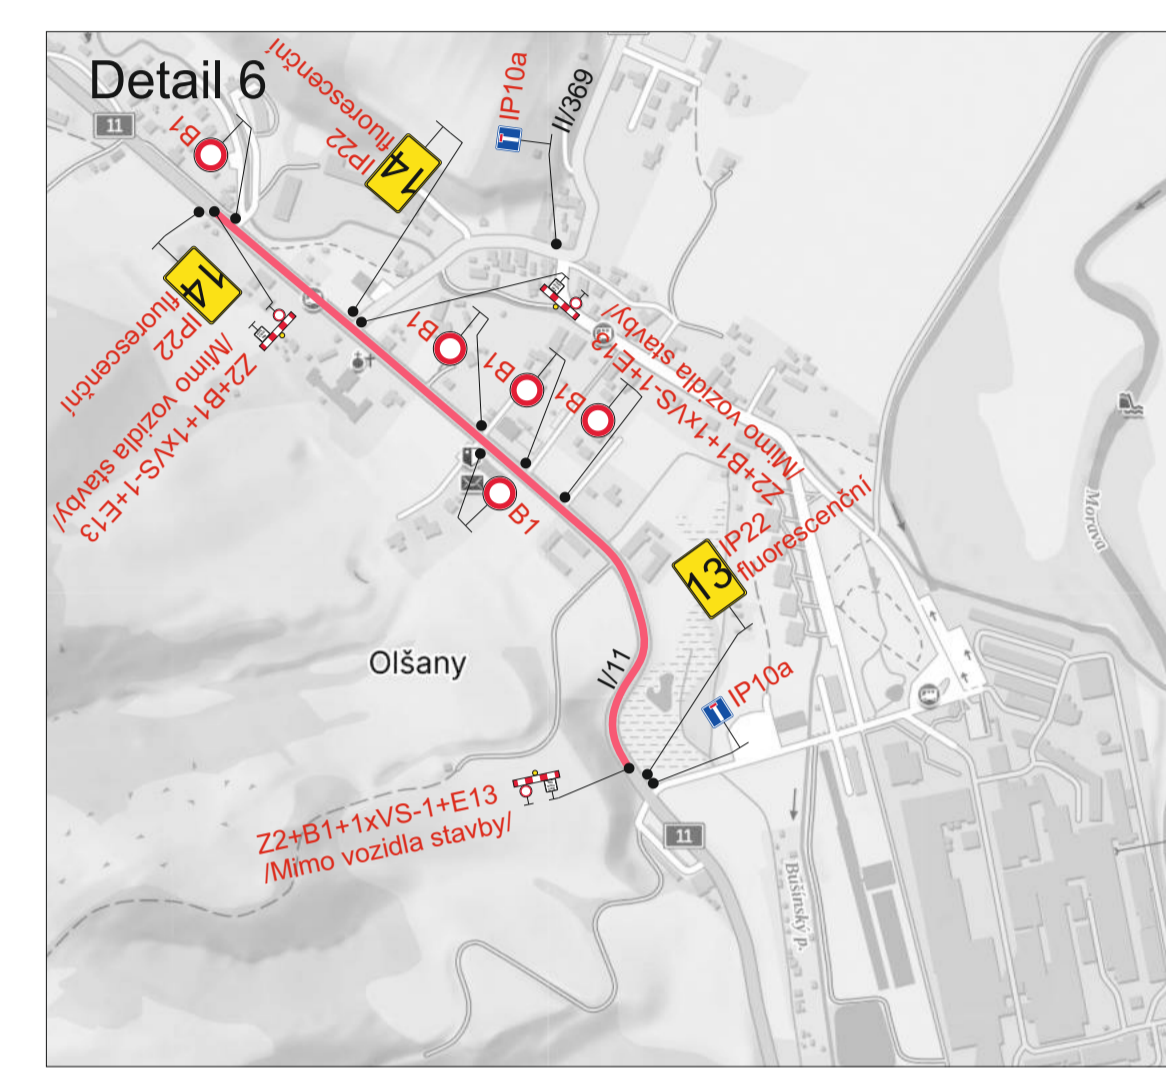 Detail 6
11
B1
14
IP22
fluorescenční
IP10a
II/369
14
IP22
fluorescenční
Z2+B1+1xVS-1+E13
/Mimo vozidla stavby/
B1
B1
B1
B1
Z2+B1+1xVS-1+E13
/Mimo vozidla stavby/
13
IP22
fluorescenční
Morava
Olšany
I/11
IP10a
Z2+B1+1xVS-1+E13
/Mimo vozidla stavby/
11
Bušínský p.